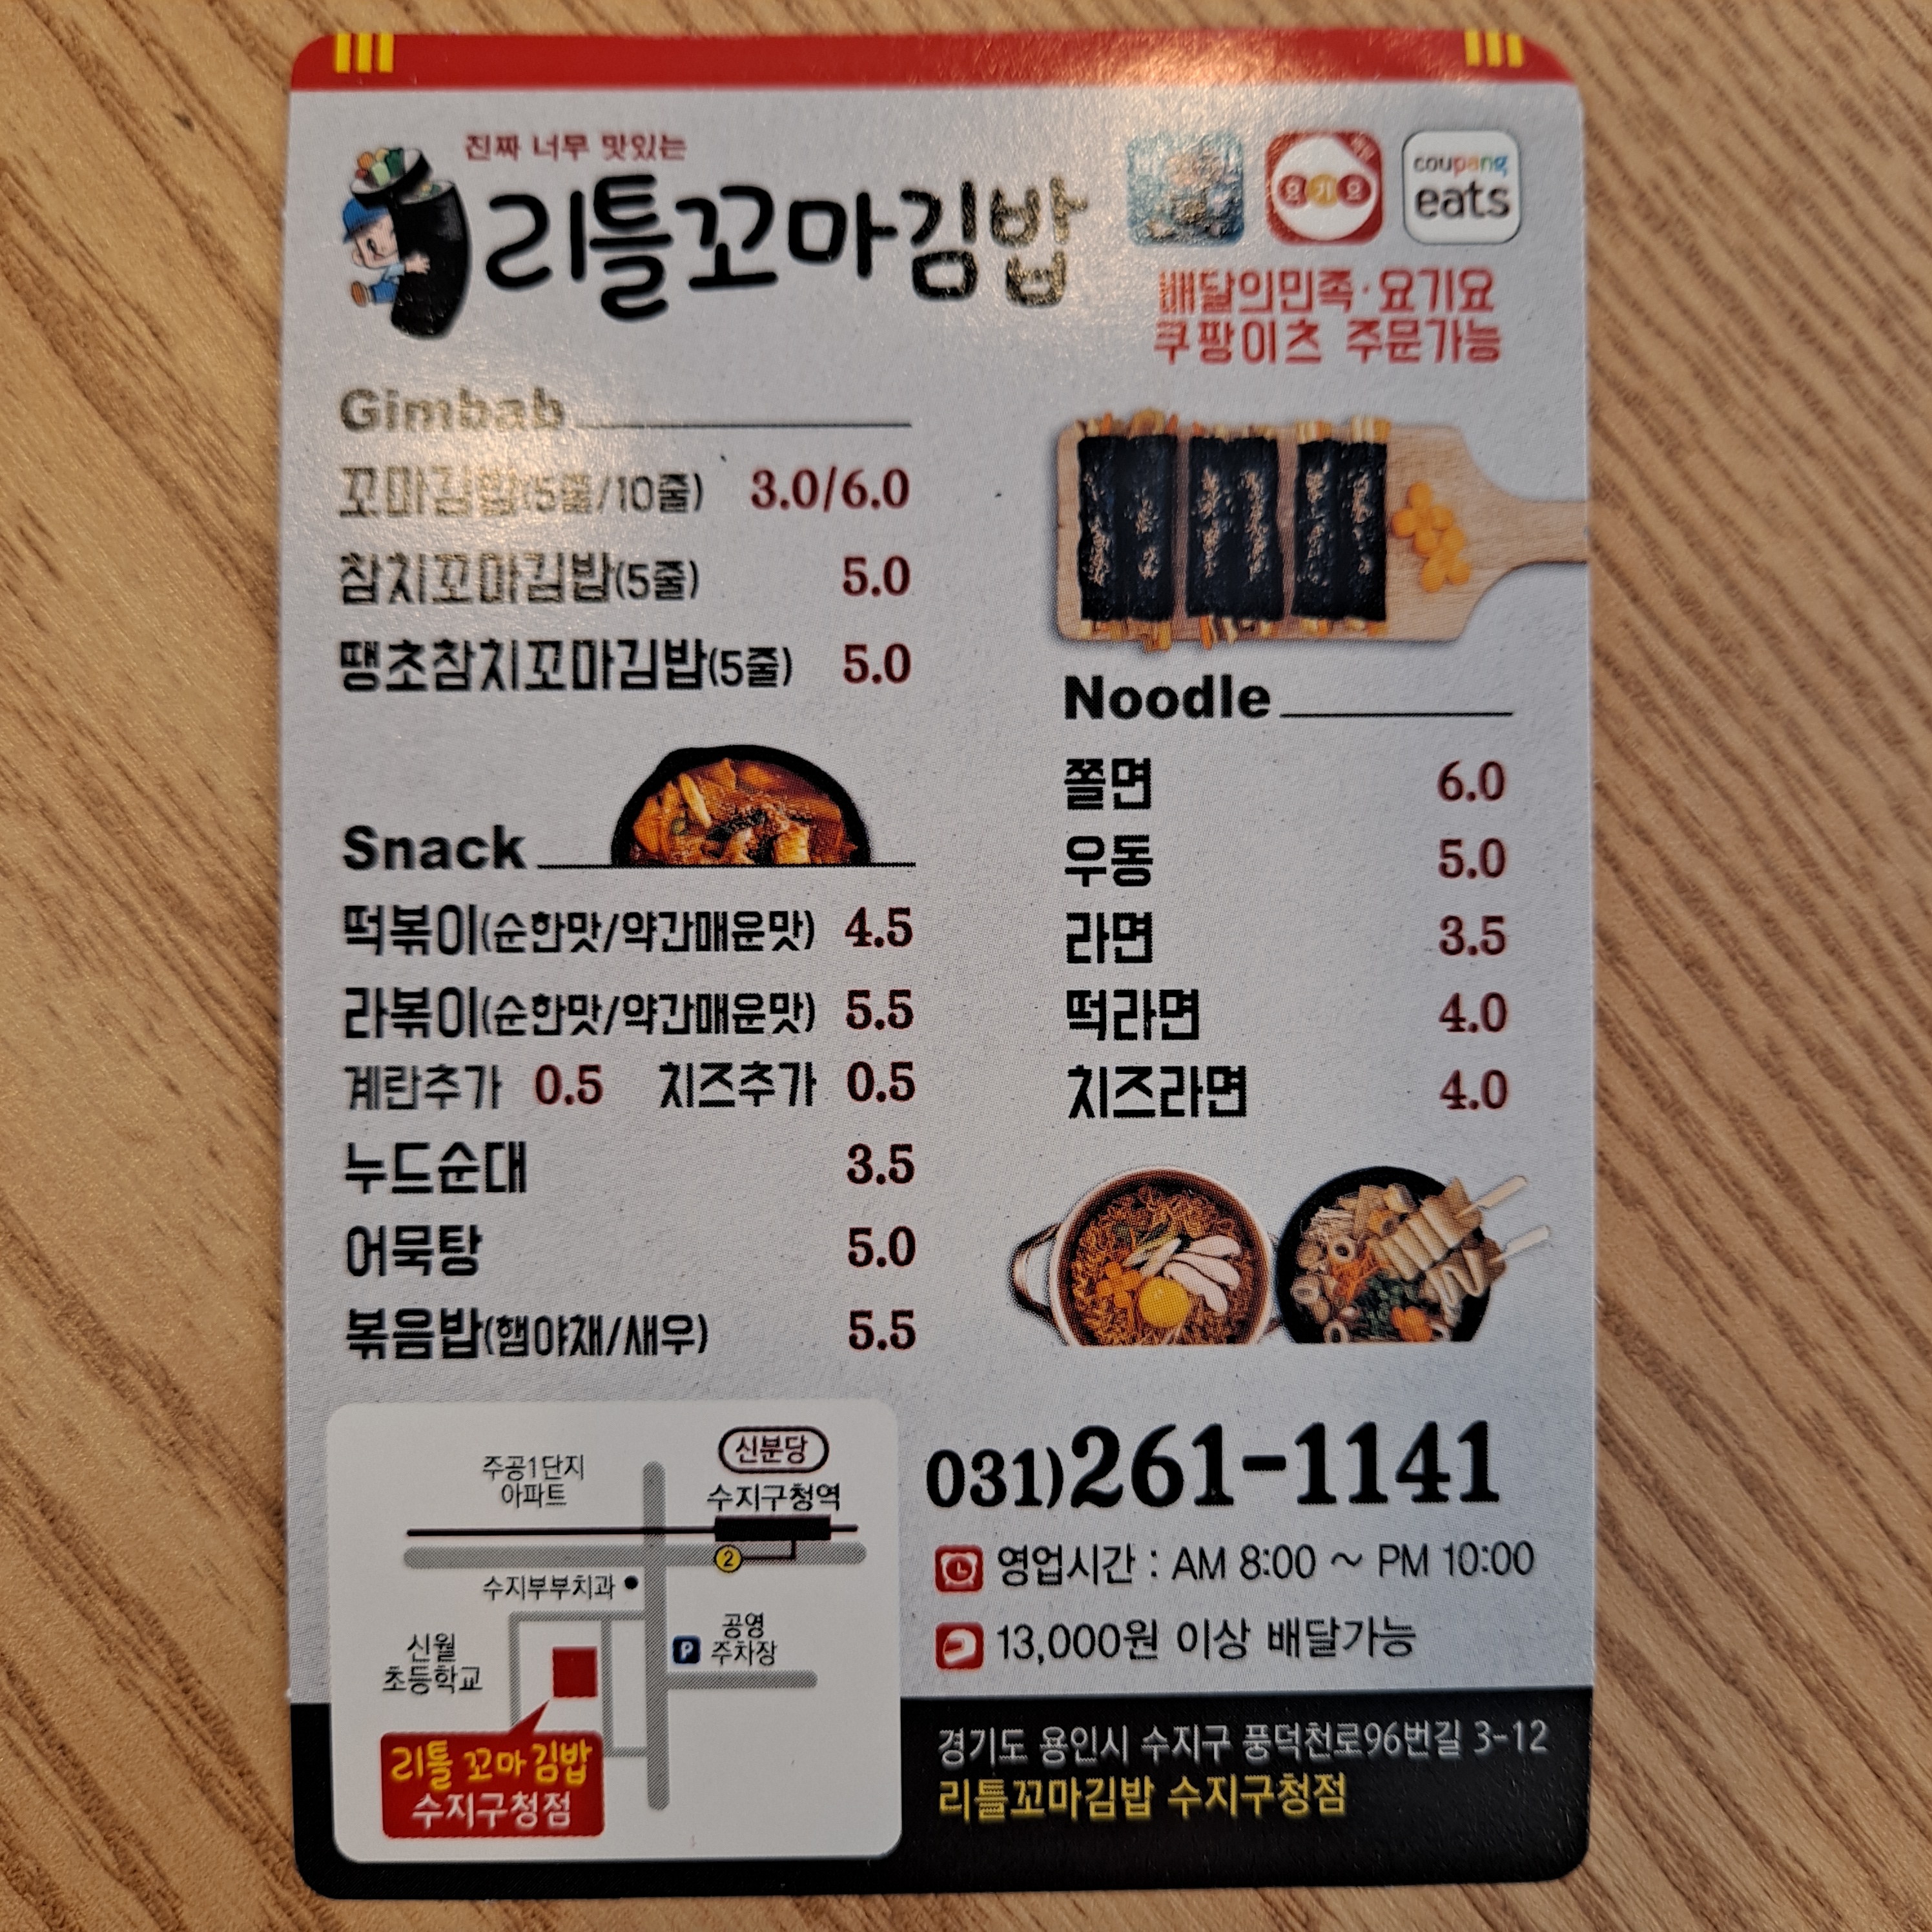 진짜 너무 맛있는
리틀꼬마김밥
요기요
coupang
eats
배달의민족·요기요
쿠팡이츠 주문가능
Gimbab
꼬마김밥(5줄/10줄) 3.0/6.0
참치꼬마김밥(5줄) 5.0
땡초참치꼬마김밥(5줄) 5.0
Snack
떡볶이(순한맛/약간매운맛) 4.5
라볶이(순한맛/약간매운맛) 5.5
계란추가 0.5 치즈추가 0.5
누드순대 3.5
어묵탕 5.0
볶음밥(햄야채/새우) 5.5
Noodle
쫄면 6.0
우동 5.0
라면 3.5
떡라면 4.0
치즈라면 4.0
신분당
수지구청역
주공1단지
아파트
2
수지부부치과
신월
초등학교
P
공영
주차장
리틀 꼬마김밥
수지구청점
031)261-1141
영업시간 : AM 8:00 ~ PM 10:00
13,000원 이상 배달가능
경기도 용인시 수지구 풍덕천로96번길 3-12
리틀꼬마김밥 수지구청점